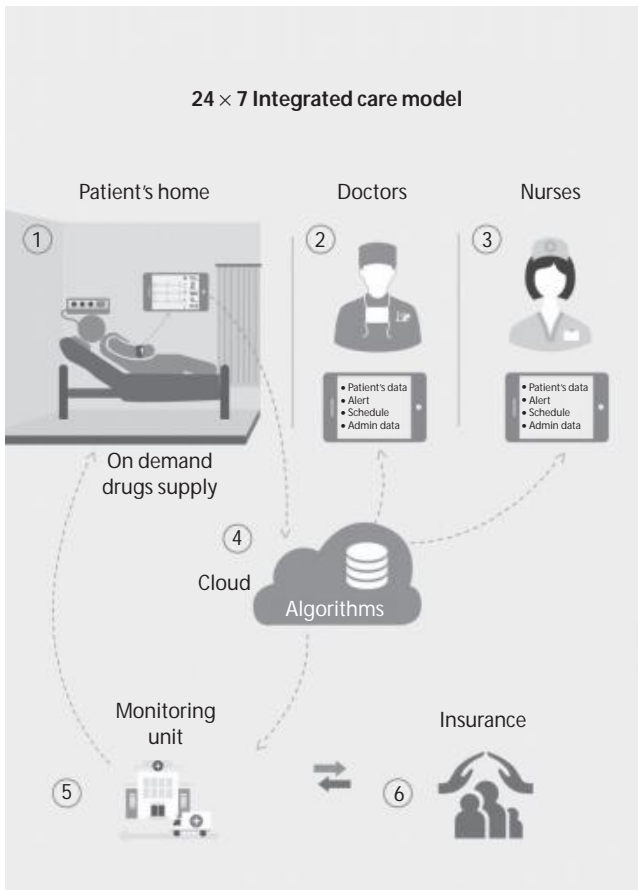 24 × 7 Integrated care model
Patient's home
Doctors
Nurses
1
2
3
• Patient's data
• Alert
• Schedule
• Admin data
• Patient's data
• Alert
• Schedule
• Admin data
On demand
drugs supply
4
Cloud
Algorithms
Monitoring
unit
Insurance
5
6